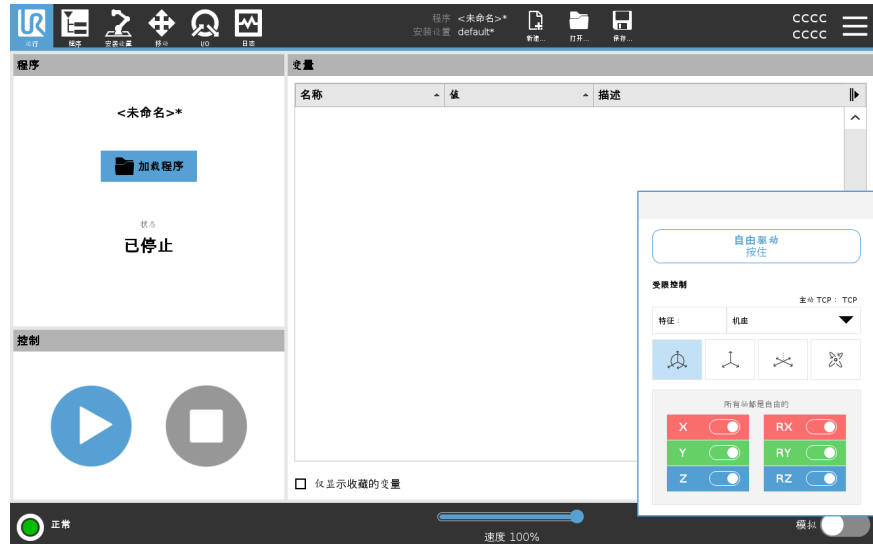 UR
运行
程序
安装设置
移动
I/O
日志
程序 <未命名>*
安装设置 default*
新建...
打开...
保存...
cccc
cccc
程序
<未命名>*
加载程序
状态
已停止
控制
变量
名称
值
描述
仅显示收藏的变量
自由驱动
按住
受限控制
主动 TCP： TCP
特征：
机座
所有轴都是自由的
X
RX
Y
RY
Z
RZ
正常
速度 100%
模拟